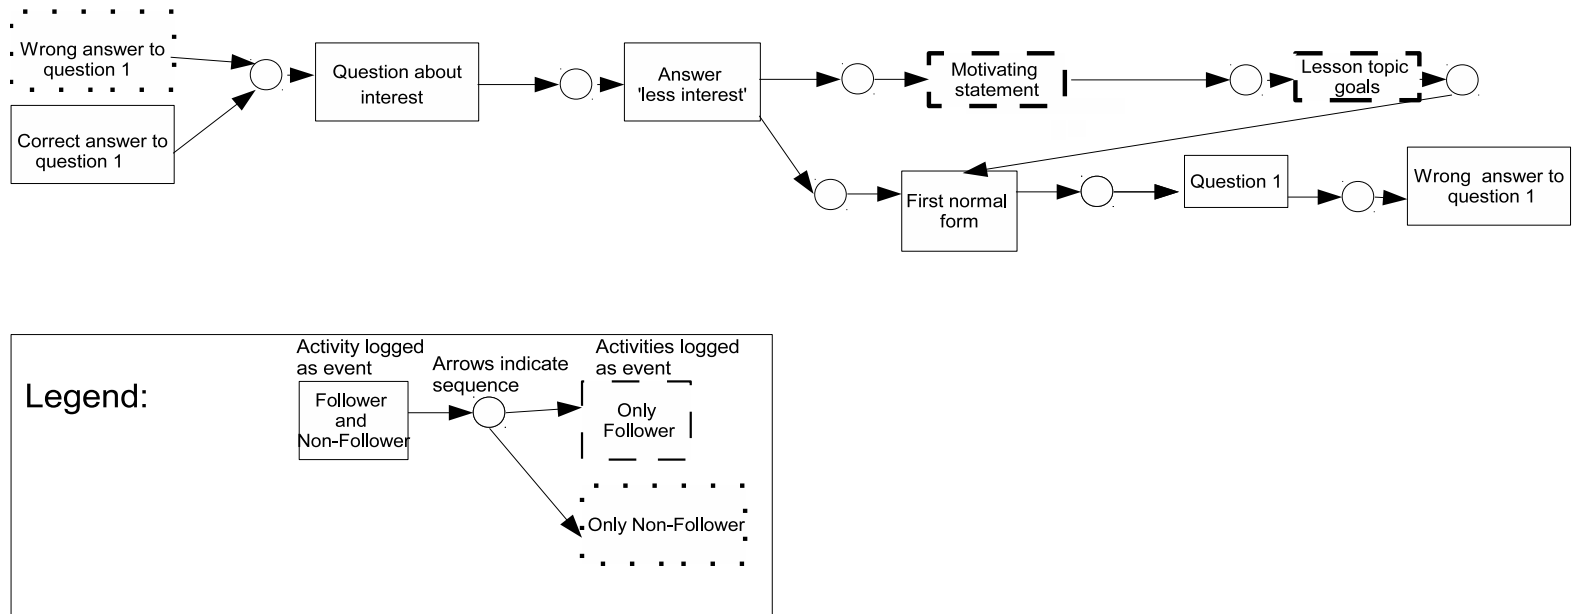 Wrong answer to
question 1
Correct answer to
question 1
Question about
interest
Answer
'less interest'
Motivating
statement
Lesson topic
goals
First normal
form
Question 1
Wrong answer to
question 1
Legend:
Activity logged
as event
Follower
and
Non-Follower
Arrows indicate
sequence
Activities logged
as event
Only
Follower
Only Non-Follower